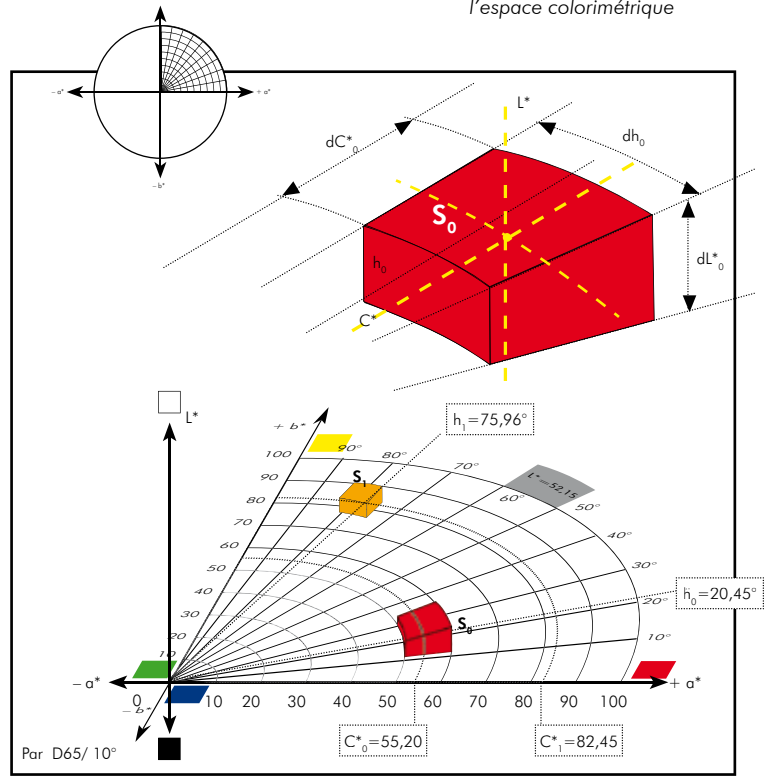 l'espace colorimétrique
– a*
+ a*
– b*
L*
dC*0
dh0
S0
dL*0
h0
C*
L*
+ b*
h1=75,96°
100
90°
80°
70°
90
S1
60°
L*=52,15
80
50°
70
40°
60
30°
50
h0=20,45°
40
20°
30
S0
20
10°
10
– a*
+ a*
0
10
20
30
40
50
60
70
80
90
100
– b*
C*0=55,20
C*1=82,45
Par D65/ 10°